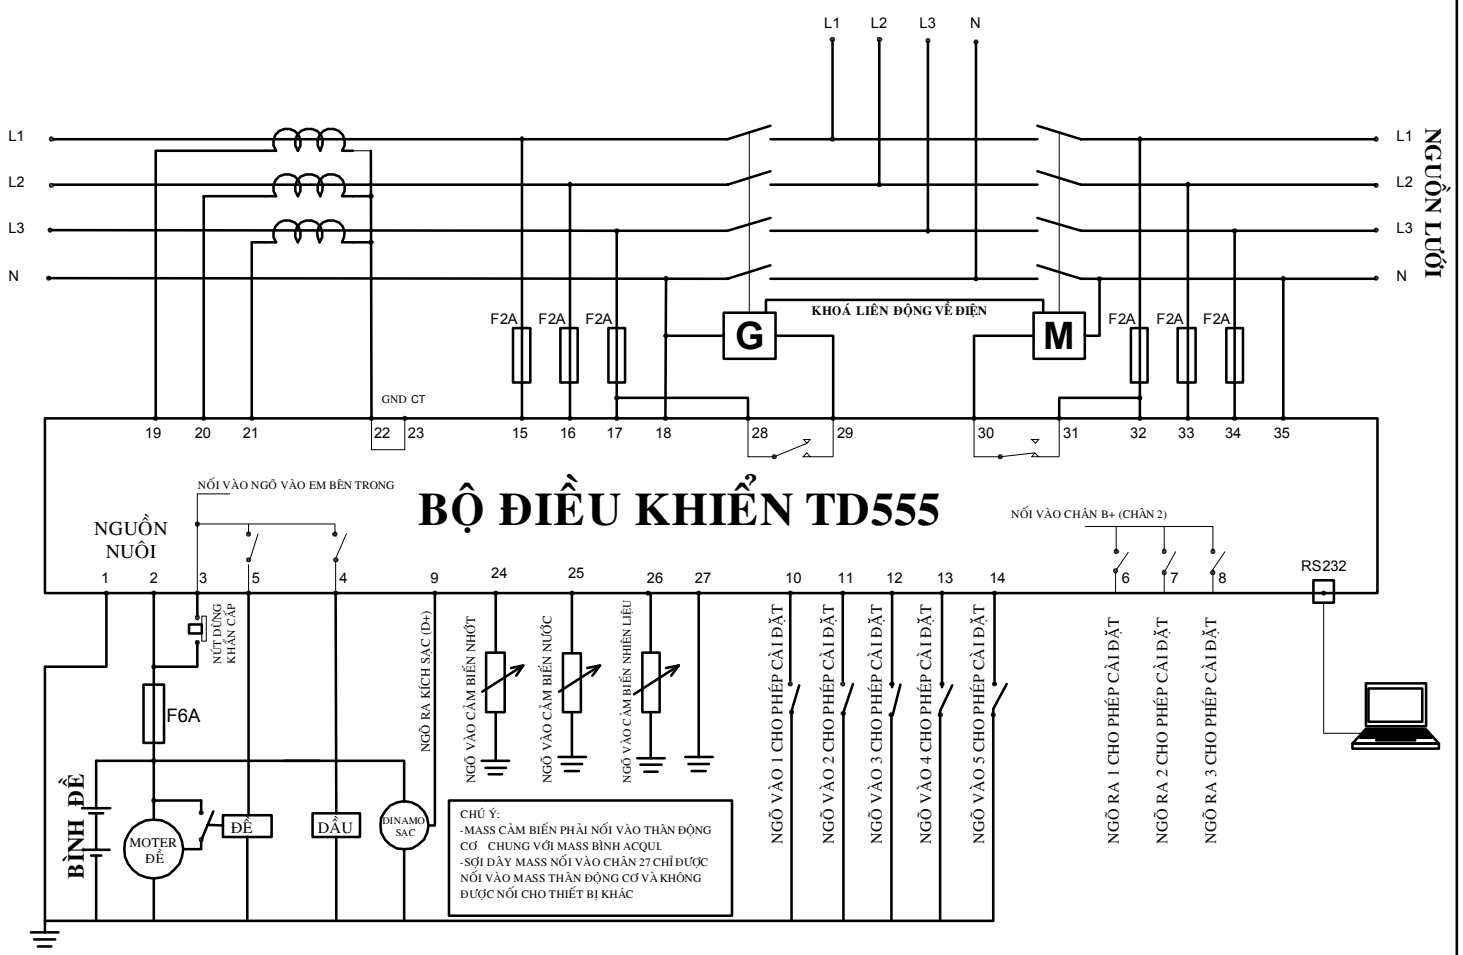 L1 L2 L3 N
L1
L2
L3
N
L1
L2
L3
N
NGUỒN LƯỚI
KHOÁ LIÊN ĐỘNG VỀ ĐIỆN
F2A F2A F2A
G
M
F2A F2A F2A
GND CT
19 20 21 22 23 15 16 17 18 28 29 30 31 32 33 34 35
NỐI VÀO NGÕ VÀO EM BÊN TRONG
BỘ ĐIỀU KHIỂN TD555
NỐI VÀO CHÂN B+ (CHÂN 2)
NGUỒN
NUÔI
RS232
1 2 3 5 4 9 24 25 26 27 10 11 12 13 14 6 7 8
NÚT DỪNG
KHẨN CẤP
F6A
NGÕ RA KÍCH SẠC (D+)
NGÕ VÀO CẢM BIẾN NHỚT
NGÕ VÀO CẢM BIẾN NƯỚC
NGÕ VÀO CẢM BIẾN NHIÊN LIỆU
NGÕ VÀO 1 CHO PHÉP CÀI ĐẶT
NGÕ VÀO 2 CHO PHÉP CÀI ĐẶT
NGÕ VÀO 3 CHO PHÉP CÀI ĐẶT
NGÕ VÀO 4 CHO PHÉP CÀI ĐẶT
NGÕ VÀO 5 CHO PHÉP CÀI ĐẶT
NGÕ RA 1 CHO PHÉP CÀI ĐẶT
NGÕ RA 2 CHO PHÉP CÀI ĐẶT
NGÕ RA 3 CHO PHÉP CÀI ĐẶT
BÌNH ĐỀ
MOTER
ĐỀ
ĐỀ
DẦU
DINAMO
SẠC
CHÚ Ý:
-MASS CẢM BIẾN PHẢI NỐI VÀO THÂN ĐỘNG
CƠ CHUNG VỚI MASS BÌNH ACQUI.
-SỢI DÂY MASS NỐI VÀO CHÂN 27 CHỈ ĐƯỢC
NỐI VÀO MASS THÂN ĐỘNG CƠ VÀ KHÔNG
ĐƯỢC NỐI CHO THIẾT BỊ KHÁC